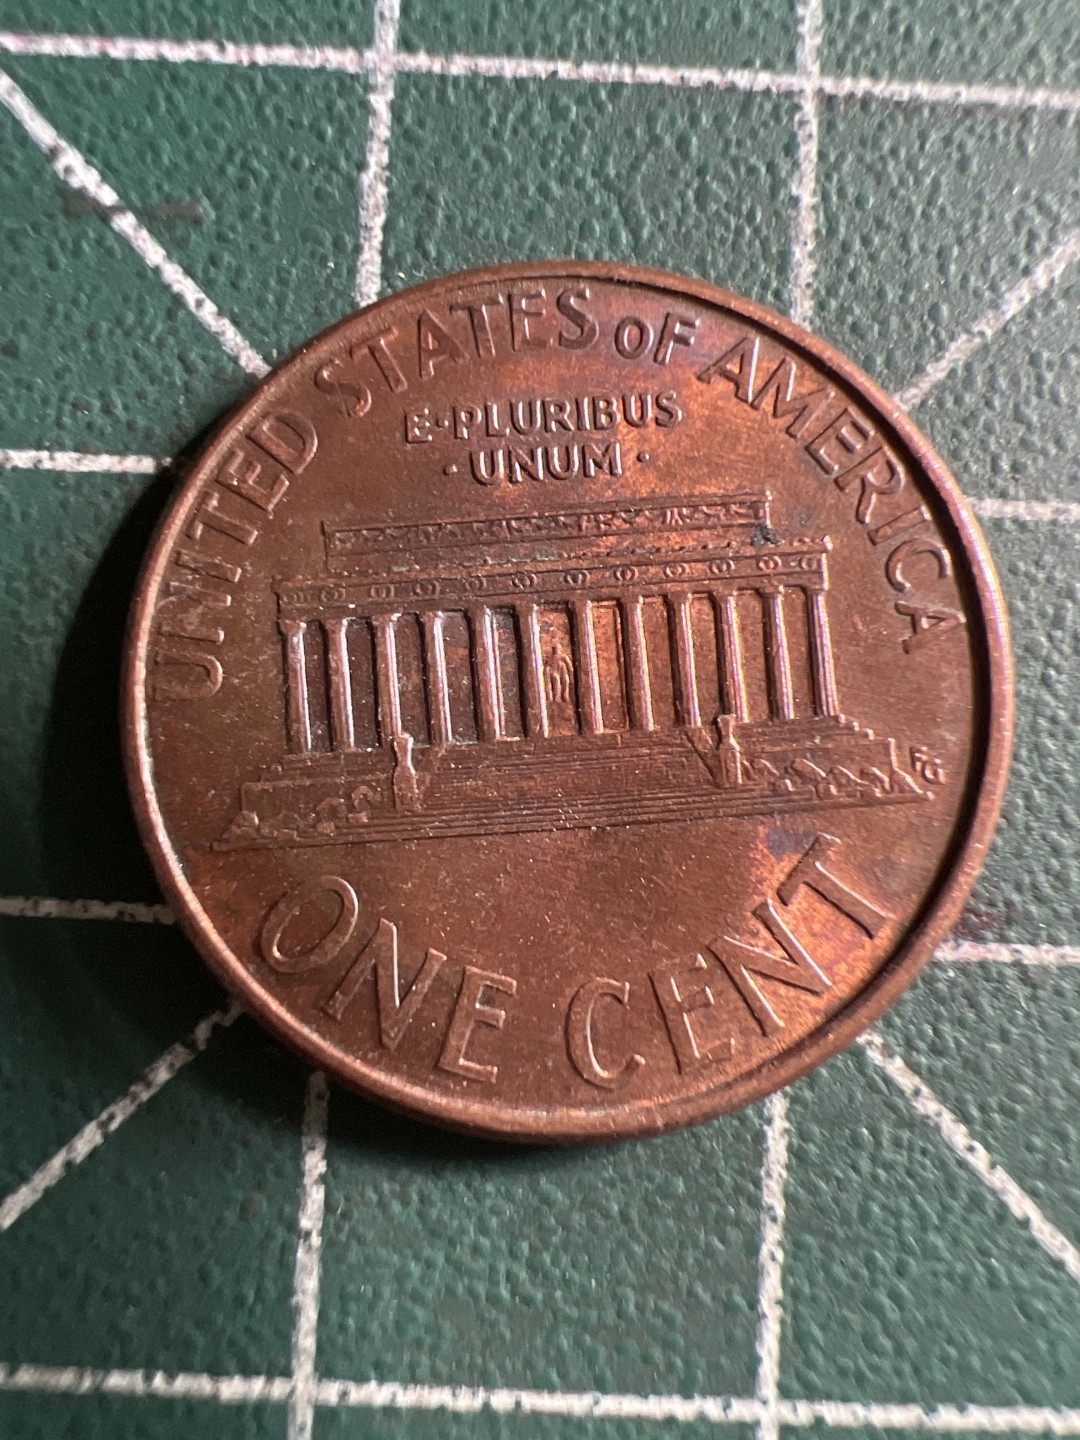 UNITED STATES OF AMERICA
E·PLURIBUS
·UNUM·
ONE CENT
FG